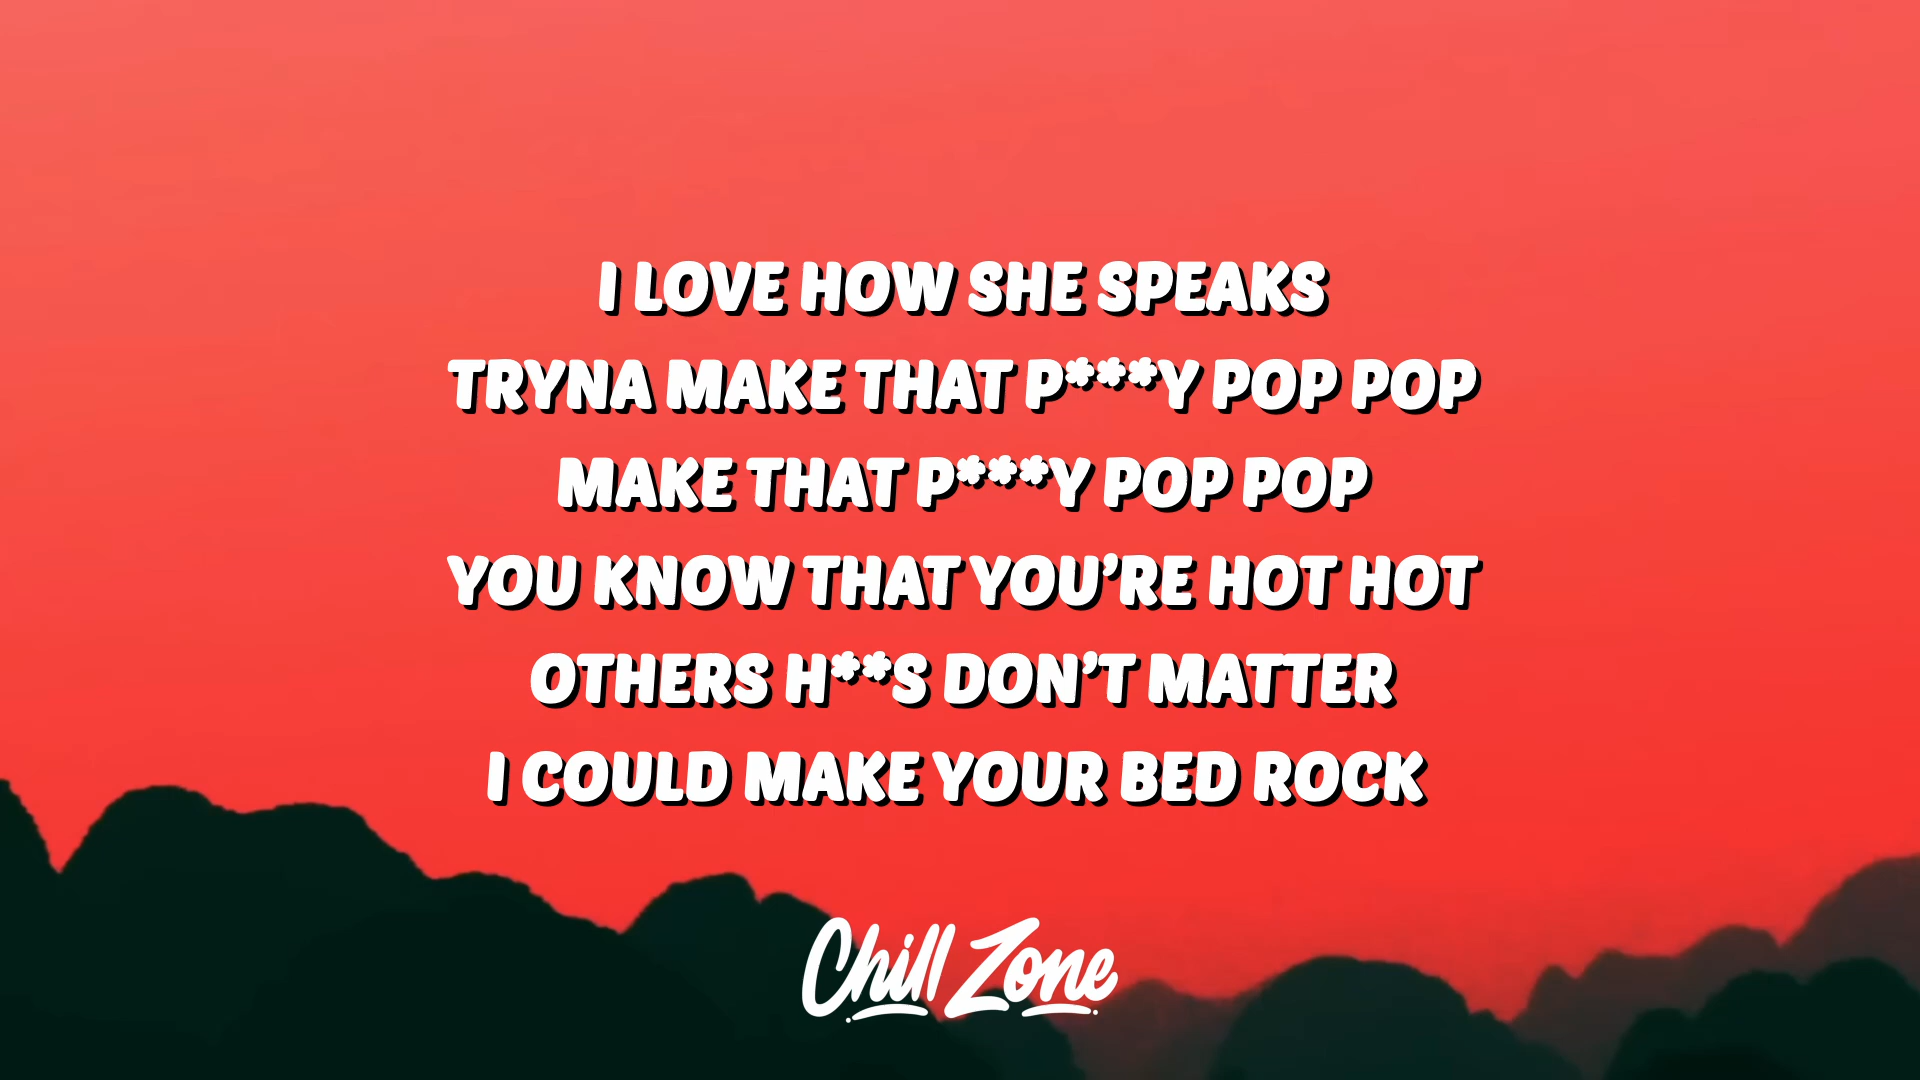 I LOVE HOW SHE SPEAKS
TRYNA MAKE THAT P***Y POP POP
MAKE THAT P***Y POP POP
YOU KNOW THAT YOU’RE HOT HOT
OTHERS H**S DON’T MATTER
I COULD MAKE YOUR BED ROCK
Chill Zone